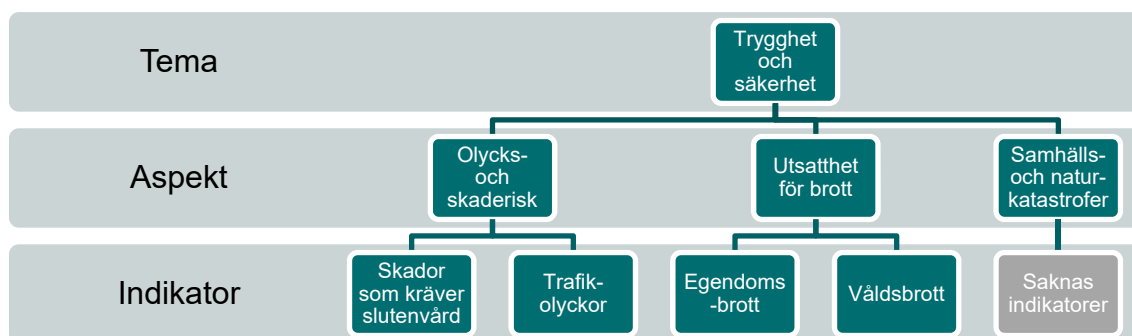 Tema
Trygghet
och
säkerhet
Aspekt
Olycks-
och
skaderisk
Utsatthet
för brott
Samhälls-
och natur-
katastrofer
Indikator
Skador
som kräver
slutenvård
Trafik-
olyckor
Egendoms
-brott
Våldsbrott
Saknas
indikatorer